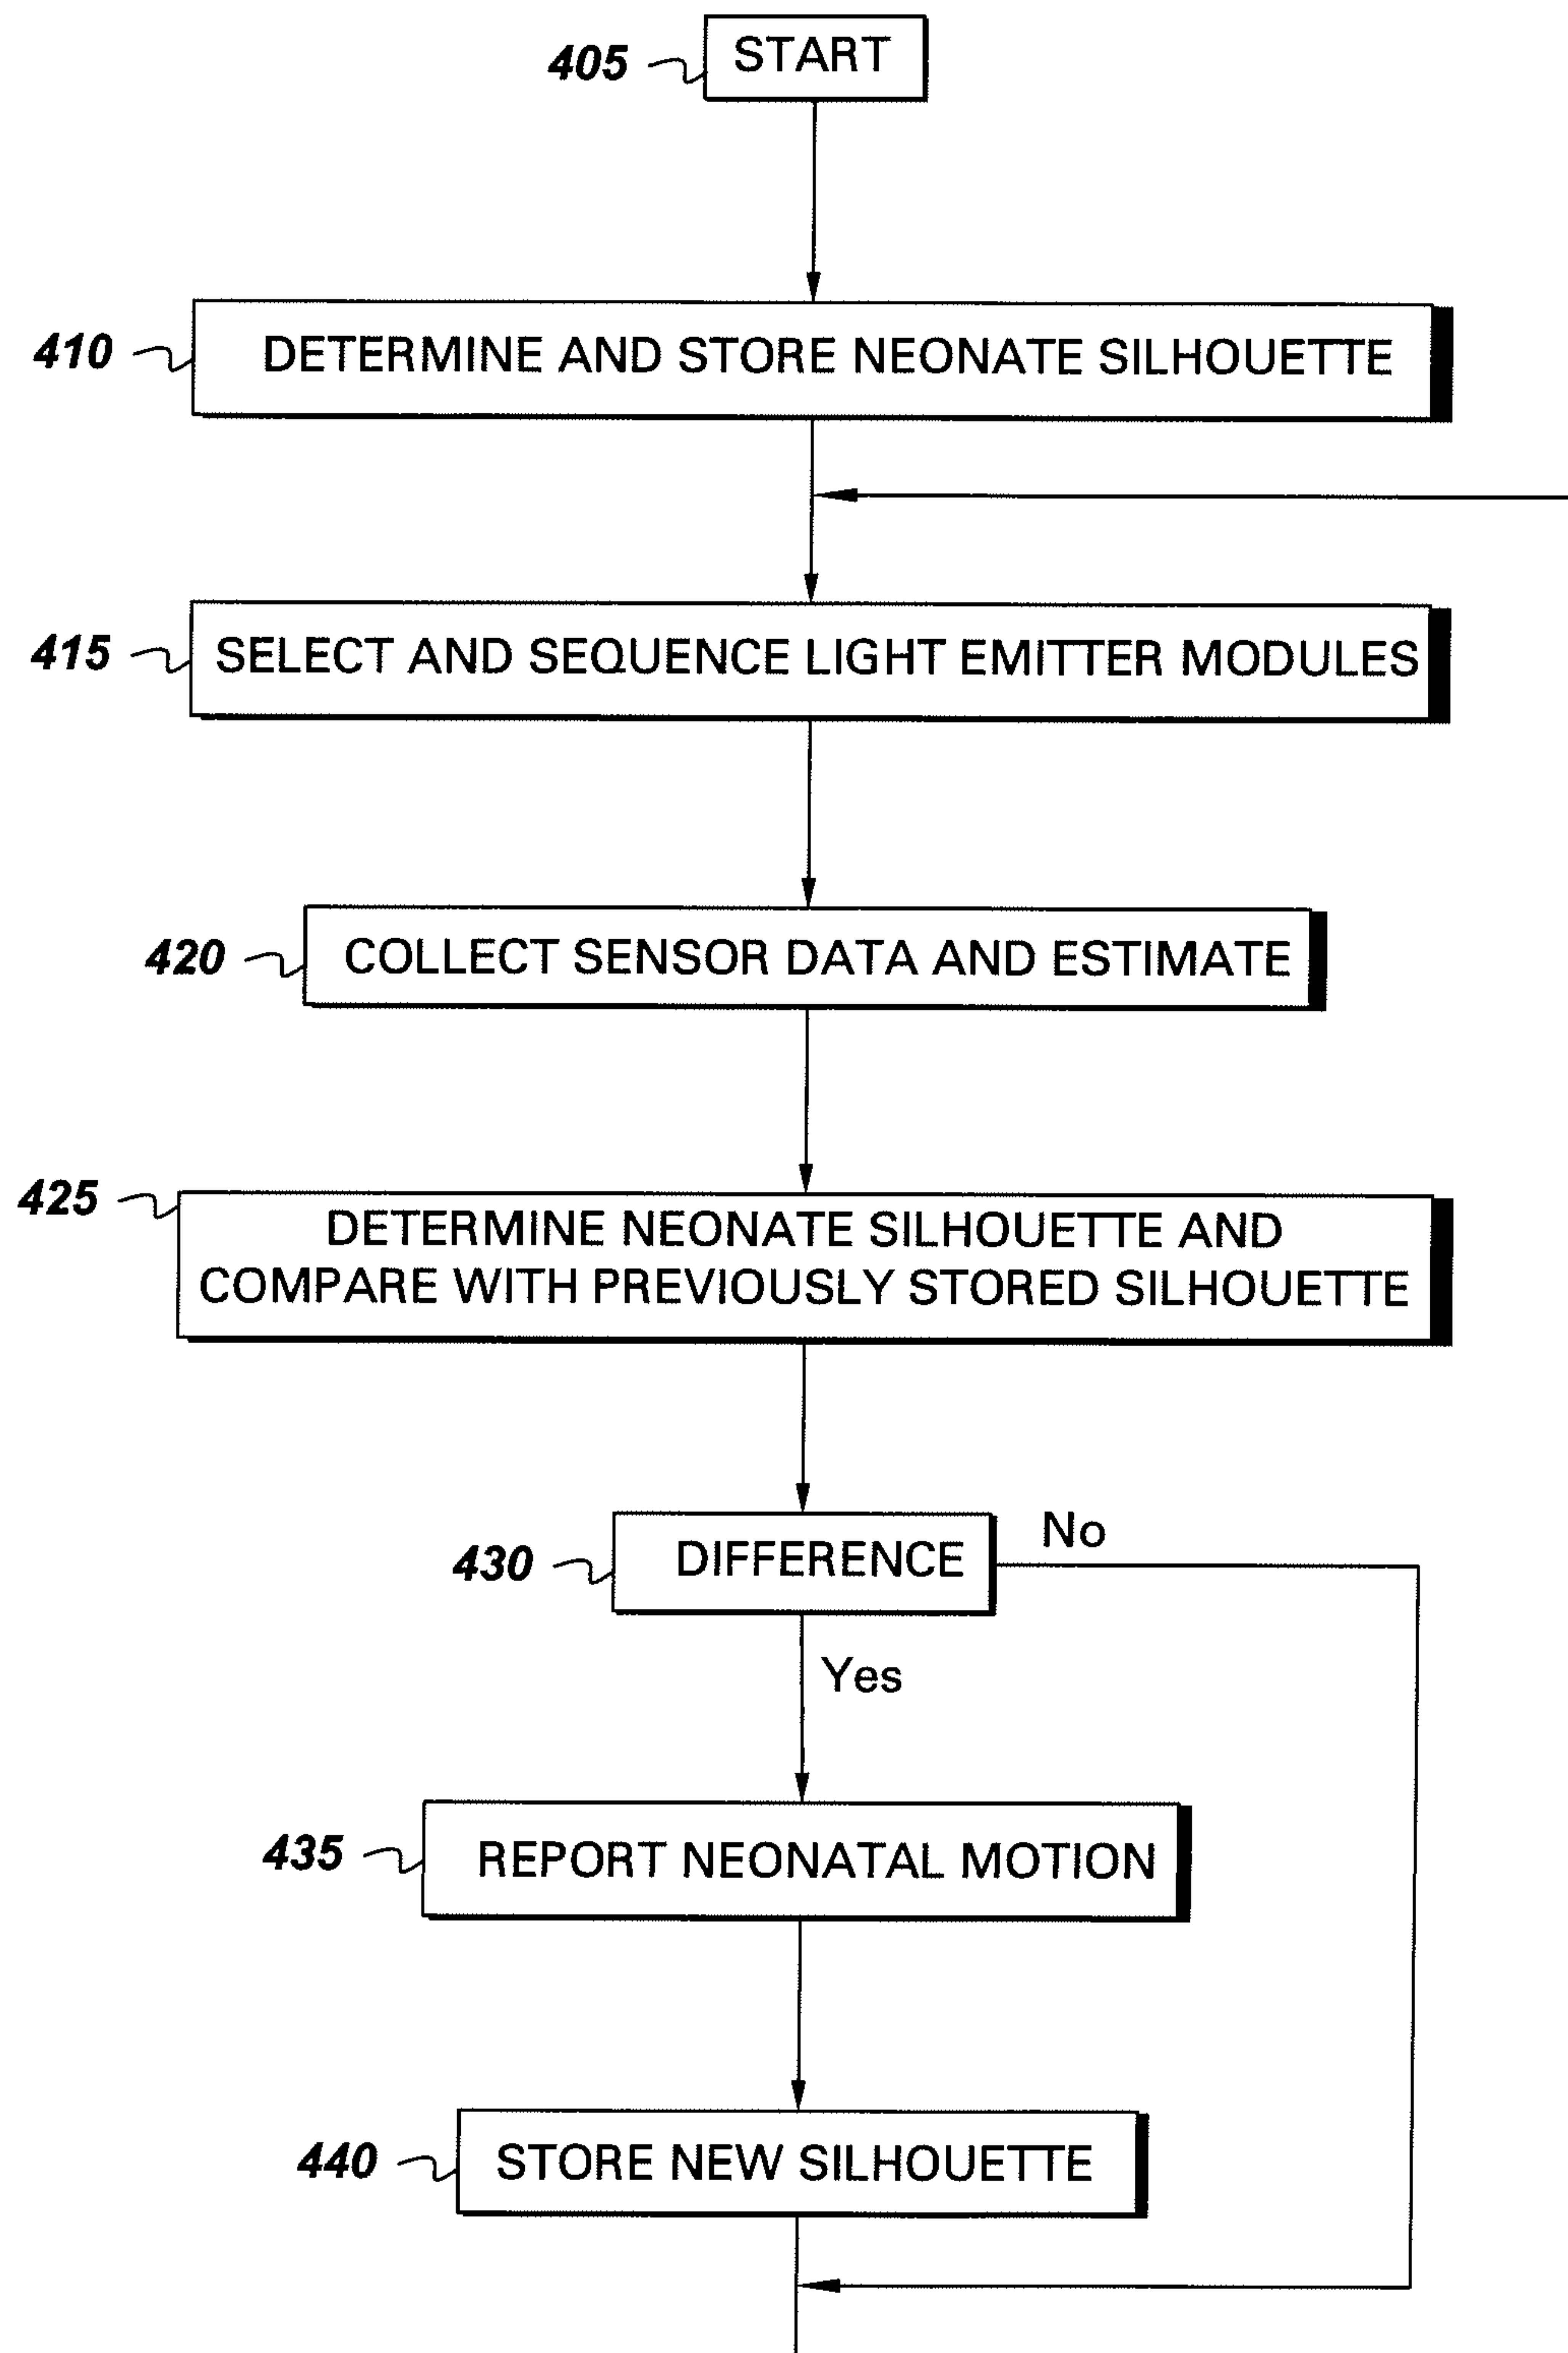 405 START
410 DETERMINE AND STORE NEONATE SILHOUETTE
415 SELECT AND SEQUENCE LIGHT EMITTER MODULES
420 COLLECT SENSOR DATA AND ESTIMATE
425 DETERMINE NEONATE SILHOUETTE AND
COMPARE WITH PREVIOUSLY STORED SILHOUETTE
430 DIFFERENCE No
Yes
435 REPORT NEONATAL MOTION
440 STORE NEW SILHOUETTE